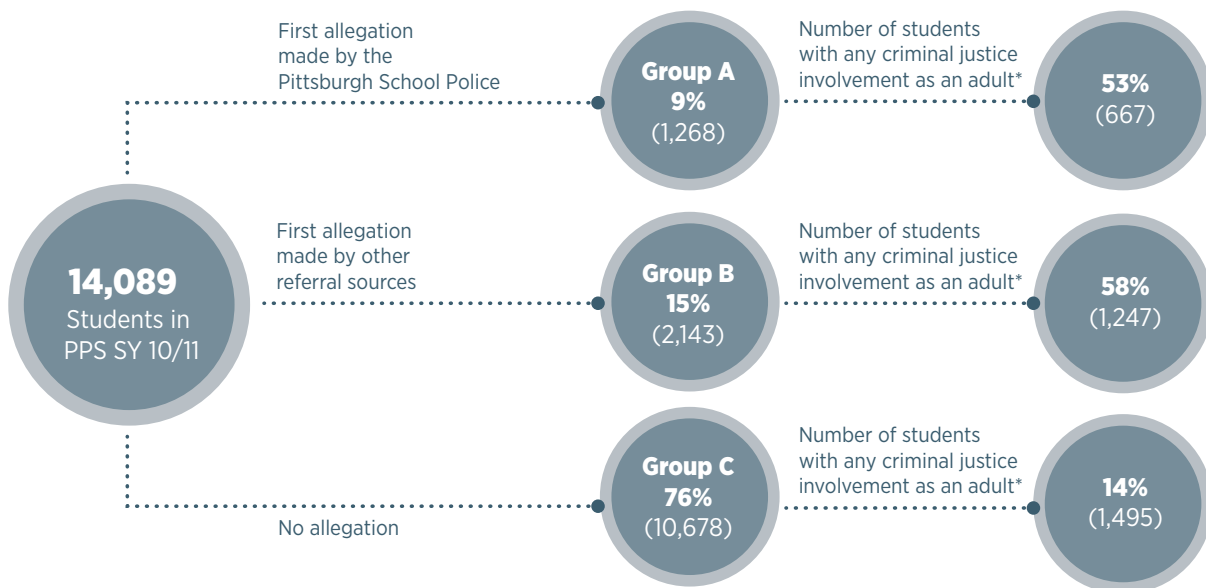 First allegation
made by the
Pittsburgh School Police
Group A
9%
(1,268)
Number of students
with any criminal justice
involvement as an adult*
53%
(667)
14,089
Students in
PPS SY 10/11
First allegation
made by other
referral sources
Group B
15%
(2,143)
Number of students
with any criminal justice
involvement as an adult*
58%
(1,247)
No allegation
Group C
76%
(10,678)
Number of students
with any criminal justice
involvement as an adult*
14%
(1,495)